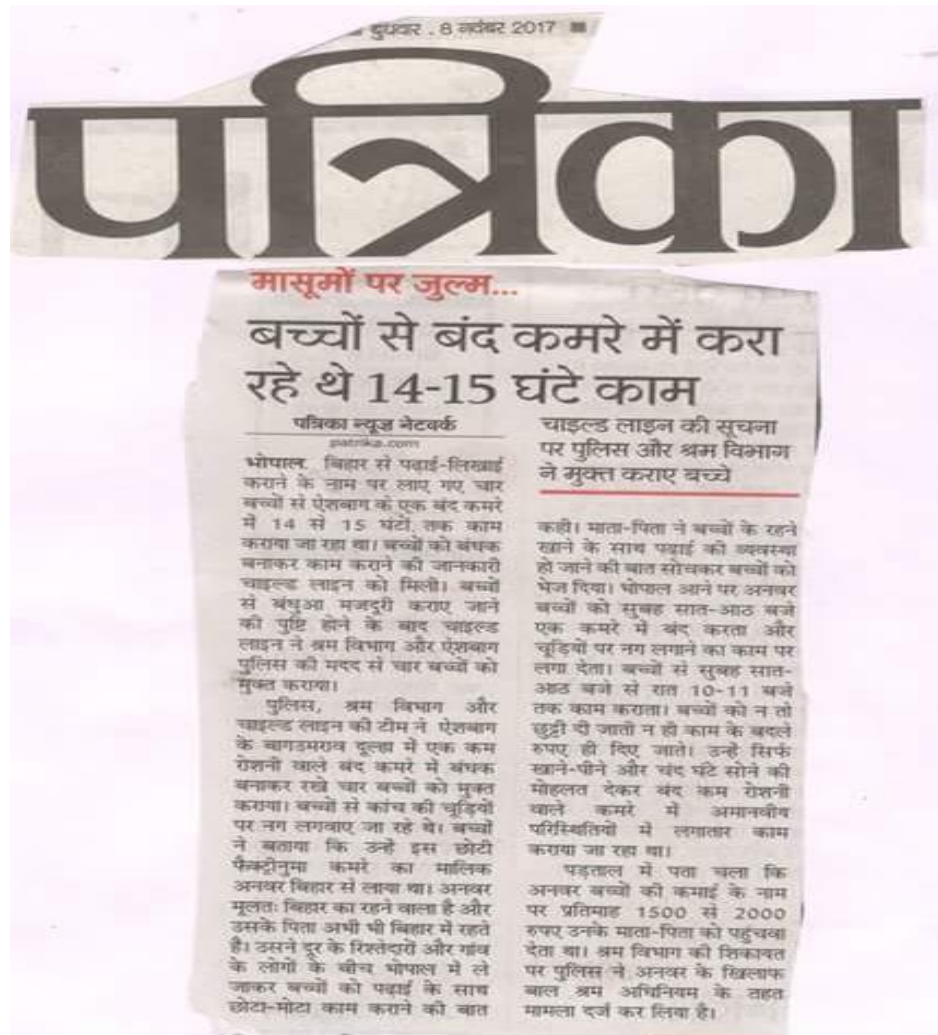 बुधवार . 8 नवंबर 2017
पत्रिका
मासूमों पर जुल्म...
बच्चों से बंद कमरे में करा
रहे थे 14-15 घंटे काम
पत्रिका न्यूज़ नेटवर्क
patrika.com
भोपाल. बिहार से पढ़ाई-लिखाई
कराने के नाम पर लाए गए चार
बच्चों से ऐशबाग के एक बंद कमरे
में 14 से 15 घंटों तक काम
कराया जा रहा था। बच्चों को बंधक
बनाकर काम कराने की जानकारी
चाइल्ड लाइन को मिली। बच्चों
से बंधुआ मजदूरी कराए जाने
की पुष्टि होने के बाद चाइल्ड
लाइन ने श्रम विभाग और ऐशबाग
पुलिस की मदद से चार बच्चों को
मुक्त कराया।
पुलिस, श्रम विभाग और
चाइल्ड लाइन की टीम ने ऐशबाग
के बागउमराव दूल्हा में एक कम
रोशनी वाले बंद कमरे में बंधक
बनाकर रखे चार बच्चों को मुक्त
कराया। बच्चों से कांच की चूड़ियों
पर नग लगवाए जा रहे थे। बच्चों
ने बताया कि उन्हें इस छोटी
फैक्ट्रीनुमा कमरे का मालिक
अनवर बिहार से लाया था। अनवर
मूलतः बिहार का रहने वाला है और
उसके पिता अभी भी बिहार में रहते
है। उसने दूर के रिश्तेदारों और गांव
के लोगों के बीच भोपाल में ले
जाकर बच्चों को पढ़ाई के साथ
छोटा-मोटा काम कराने की बात
चाइल्ड लाइन की सूचना
पर पुलिस और श्रम विभाग
ने मुक्त कराए बच्चे
कही। माता-पिता ने बच्चों के रहने
खाने के साथ पढ़ाई की व्यवस्था
हो जाने की बात सोचकर बच्चों को
भेज दिया। भोपाल आने पर अनवर
बच्चों को सुबह सात-आठ बजे
एक कमरे में बंद करता और
चूड़ियों पर नग लगाने का काम पर
लगा देता। बच्चों से सुबह सात-
आठ बजे से रात 10-11 बजे
तक काम कराता। बच्चों को न तो
छुट्टी दी जाती न ही काम के बदले
रुपए ही दिए जाते। उन्हें सिर्फ
खाने-पीने और चंद घंटे सोने की
मोहलत देकर बंद कम रोशनी
वाले कमरे में अमानवीय
परिस्थितियों में लगातार काम
कराया जा रहा था।
पड़ताल में पता चला कि
अनवर बच्चों की कमाई के नाम
पर प्रतिमाह 1500 से 2000
रुपए उनके माता-पिता को पहुंचवा
देता था। श्रम विभाग की शिकायत
पर पुलिस ने अनवर के खिलाफ
बाल श्रम अधिनियम के तहत
मामला दर्ज कर लिया है।